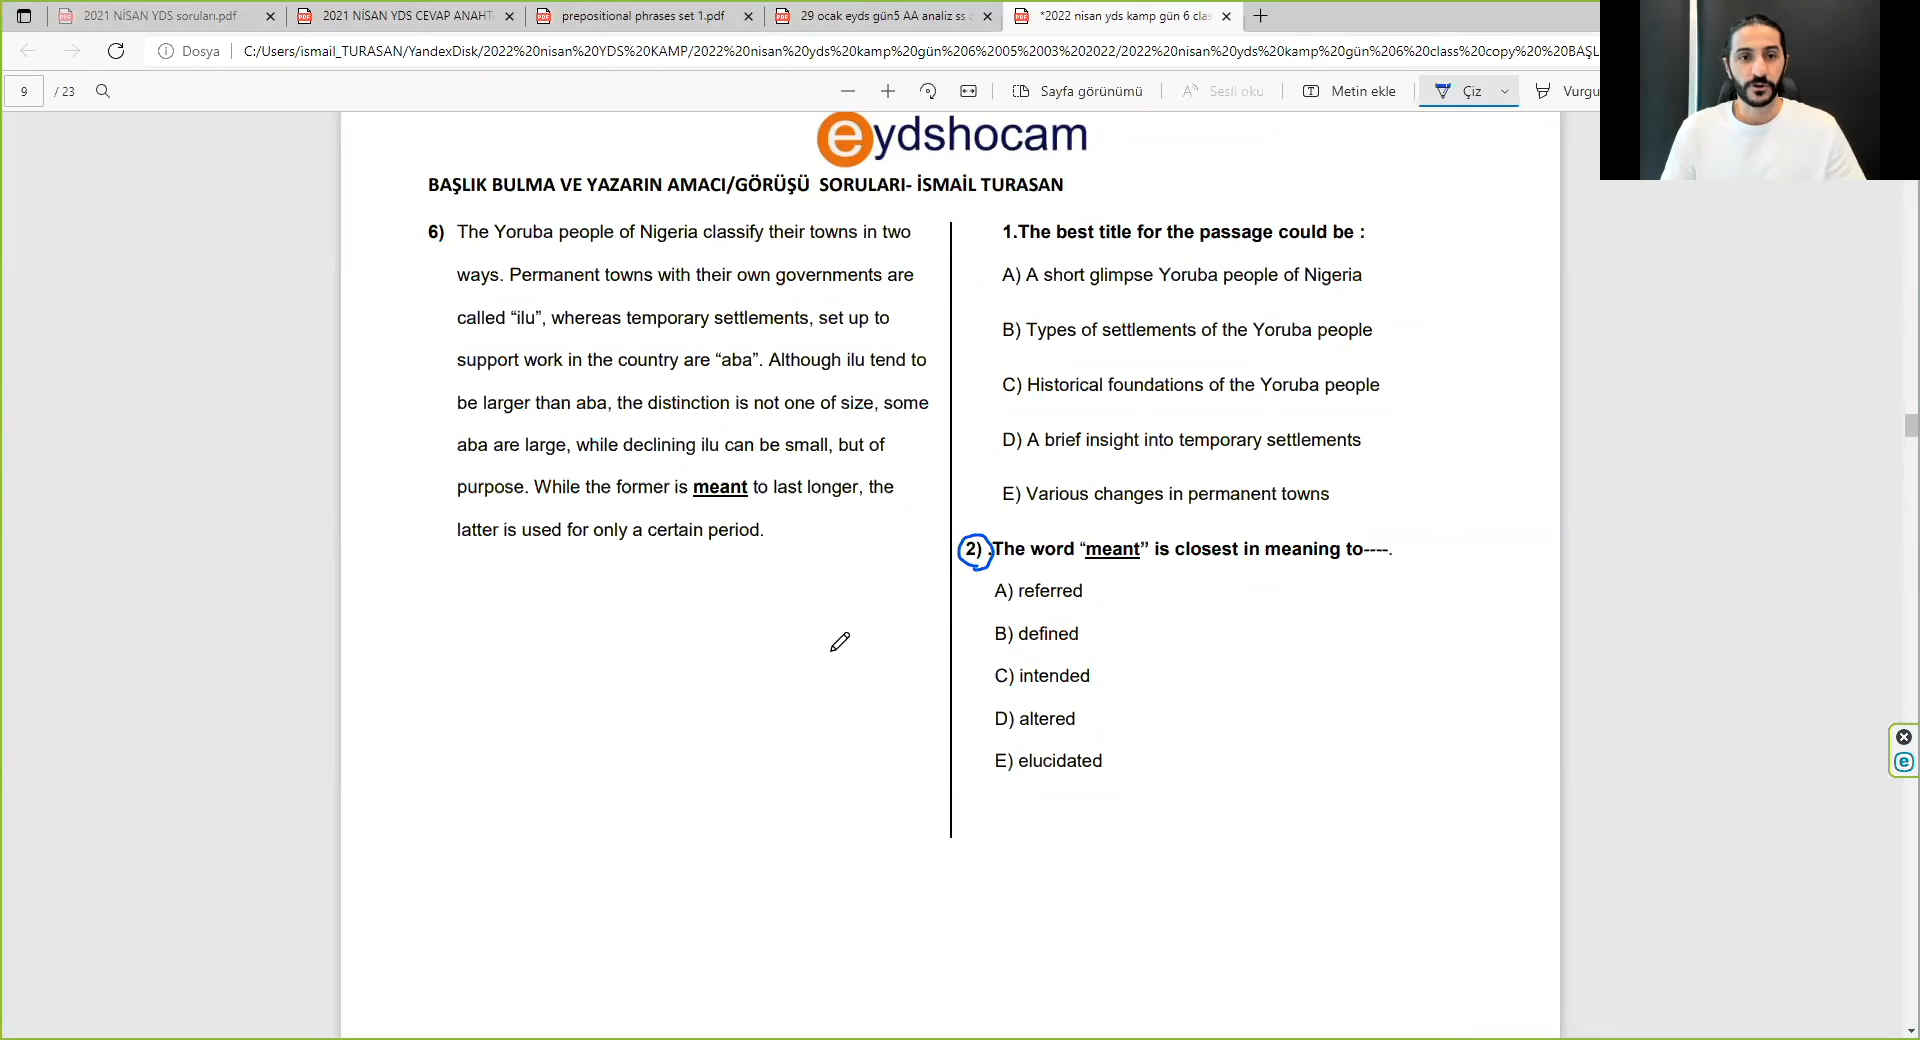 2021 NİSAN YDS soruları.pdf
2021 NİSAN YDS CEVAP ANAHT
prepositional phrases set 1.pdf
29 ocak eyds gün5 AA analiz ss
*2022 nisan yds kamp gün 6 clas
Dosya
C:/Users/ismail_TURASAN/YandexDisk/2022%20nisan%20YDS%20KAMP/2022%20nisan%20yds%20kamp%20gün%206%2005%2003%202022/2022%20nisan%20yds%20kamp%20gün%206%20class%20copy%20%20BAŞL
9 / 23
Sayfa görünümü
Sesli oku
Metin ekle
Çiz
Vurgu
eydshocam
BAŞLIK BULMA VE YAZARIN AMACI/GÖRÜŞÜ SORULARI- İSMAİL TURASAN
6) The Yoruba people of Nigeria classify their towns in two
ways. Permanent towns with their own governments are
called “ilu”, whereas temporary settlements, set up to
support work in the country are “aba”. Although ilu tend to
be larger than aba, the distinction is not one of size, some
aba are large, while declining ilu can be small, but of
purpose. While the former is meant to last longer, the
latter is used for only a certain period.
1.The best title for the passage could be :
A) A short glimpse Yoruba people of Nigeria
B) Types of settlements of the Yoruba people
C) Historical foundations of the Yoruba people
D) A brief insight into temporary settlements
E) Various changes in permanent towns
2) .The word “meant” is closest in meaning to----.
A) referred
B) defined
C) intended
D) altered
E) elucidated